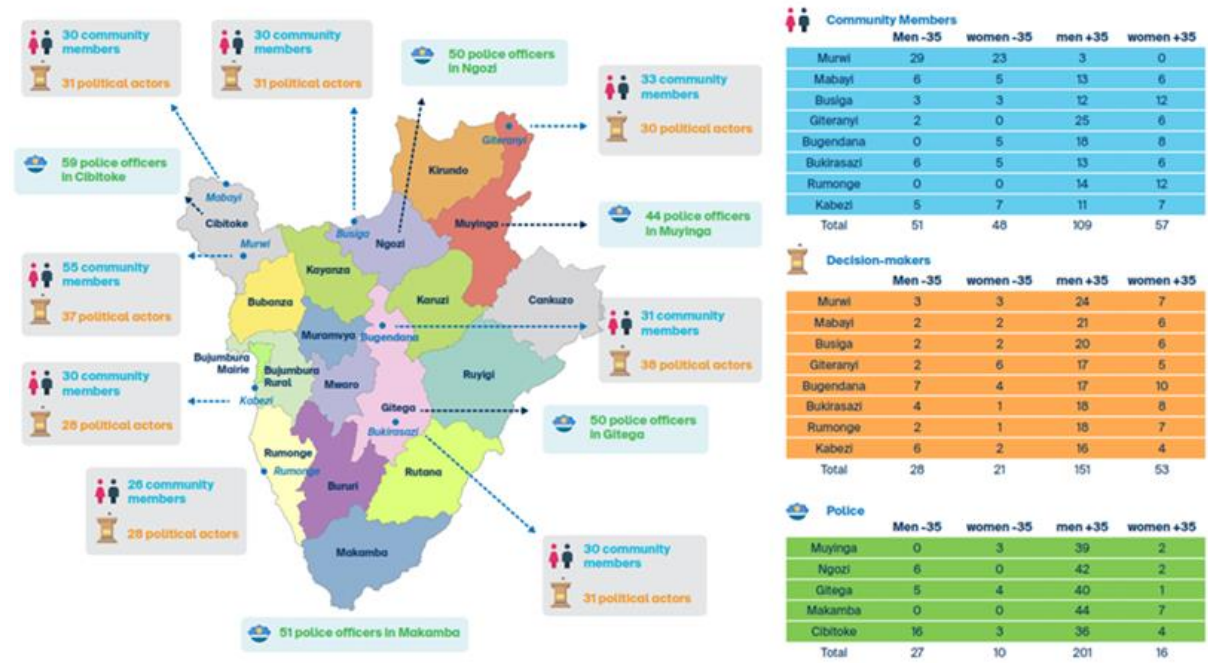 30 community
members
31 political actors
30 community
members
31 political actors
50 police officers
in Ngozi
33 community
members
30 political actors
59 police officers
in Cibitoke
44 police officers
in Muyinga
55 community
members
37 political actors
31 community
members
38 political actors
30 community
members
28 political actors
50 police officers
in Gitega
26 community
members
28 political actors
30 community
members
31 political actors
51 police officers in Makamba
Giteranyi
Kirundo
Mabayi
Cibitoke
Muyinga
Busiga
Ngozi
Murwi
Kayanza
Bubanza
Karuzi
Cankuzo
Muramvya
Bugendana
Bujumbura
Mairie
Bujumbura
Rural
Mwaro
Ruyigi
Kabezi
Gitega
Bukirasazi
Rumonge
Rumonge
Bururi
Rutana
Makamba
Community Members
Men -35 women -35 men +35 women +35
Murwi 29 23 3 0
Mabayi 6 5 13 6
Busiga 3 3 12 12
Giteranyi 2 0 25 6
Bugendana 0 5 18 8
Bukirasazi 6 5 13 6
Rumonge 0 0 14 12
Kabezi 5 7 11 7
Total 51 48 109 57
Decision-makers
Men -35 women -35 men +35 women +35
Murwi 3 3 24 7
Mabayi 2 2 21 6
Busiga 2 2 20 6
Giteranyi 2 6 17 5
Bugendana 7 4 17 10
Bukirasazi 4 1 18 8
Rumonge 2 1 18 7
Kabezi 6 2 16 4
Total 28 21 151 53
Police
Men -35 women -35 men +35 women +35
Muyinga 0 3 39 2
Ngozi 6 0 42 2
Gitega 5 4 40 1
Makamba 0 0 44 7
Cibitoke 16 3 36 4
Total 27 10 201 16